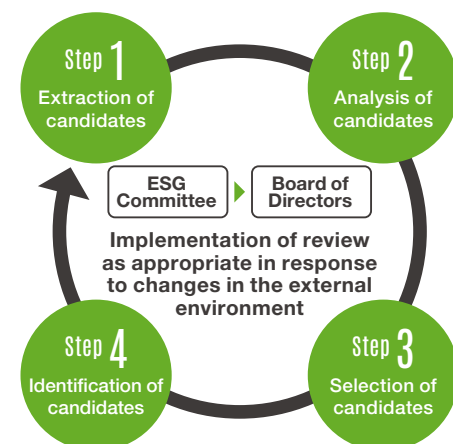 Step 1
Extraction of
candidates
Step 2
Analysis of
candidates
ESG
Committee
Board of
Directors
Implementation of review
as appropriate in response
to changes in the external
environment
Step 4
Identification of
candidates
Step 3
Selection of
candidates